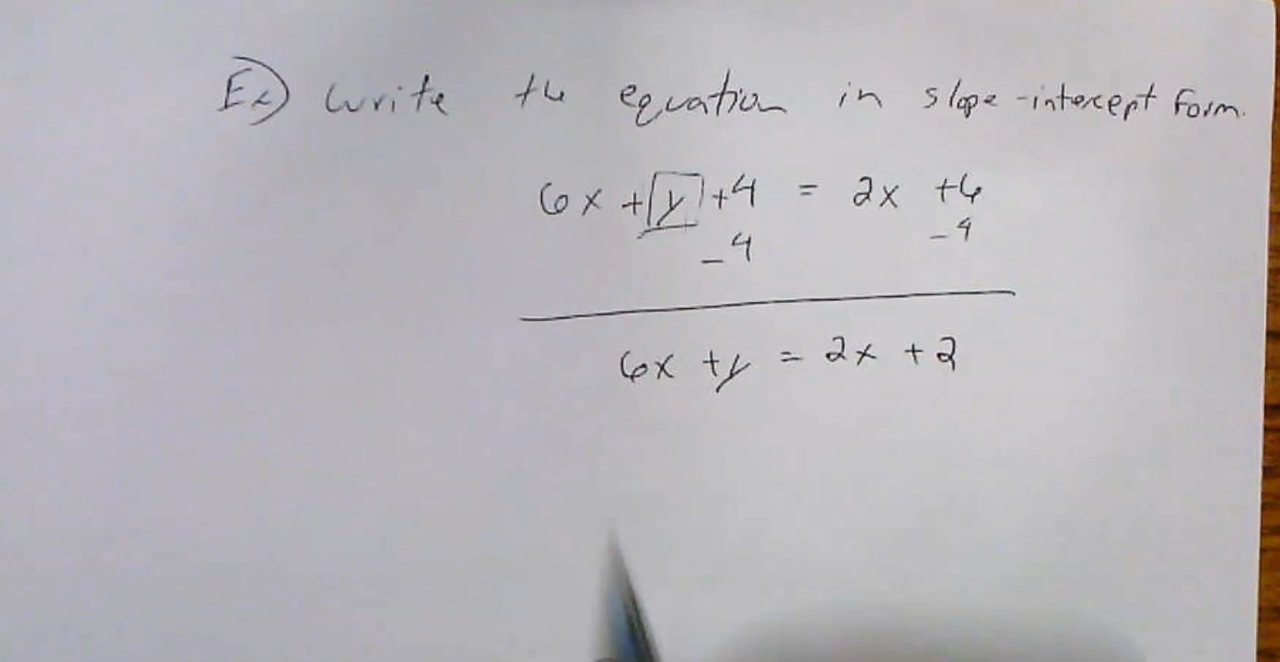 Ex) Write the equation in slope-intercept form.
6x + y + 4 = 2x + 6
- 4 - 4
6x + y = 2x + 2